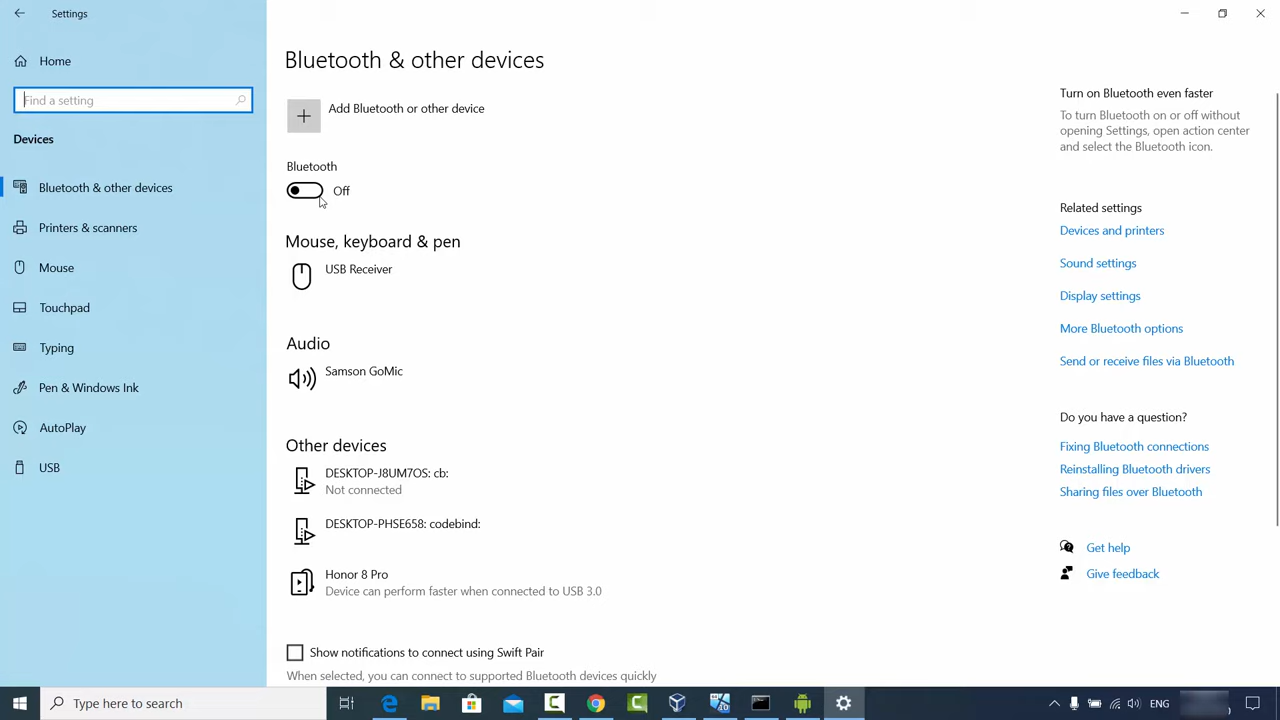 Settings
Home
Find a setting
Devices
Bluetooth & other devices
Printers & scanners
Mouse
Touchpad
Typing
Pen & Windows Ink
AutoPlay
USB
Bluetooth & other devices
Add Bluetooth or other device
Bluetooth
Off
Mouse, keyboard & pen
USB Receiver
Audio
Samson GoMic
Other devices
DESKTOP-J8UM7OS: cb:
Not connected
DESKTOP-PHSE658: codebind:
Honor 8 Pro
Device can perform faster when connected to USB 3.0
Show notifications to connect using Swift Pair
When selected, you can connect to supported Bluetooth devices quickly
Turn on Bluetooth even faster
To turn Bluetooth on or off without
opening Settings, open action center
and select the Bluetooth icon.
Related settings
Devices and printers
Sound settings
Display settings
More Bluetooth options
Send or receive files via Bluetooth
Do you have a question?
Fixing Bluetooth connections
Reinstalling Bluetooth drivers
Sharing files over Bluetooth
Get help
Give feedback
Type here to search
ENG